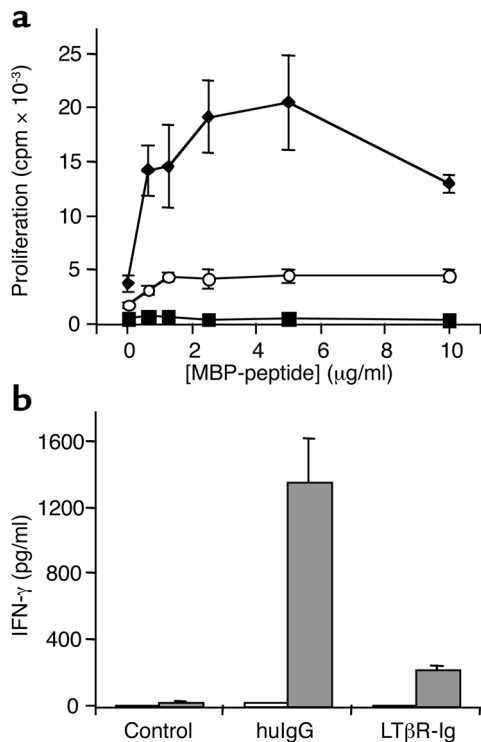 a
Proliferation (cpm × 10⁻³)
25
20
15
10
5
0
0 2 4 6 8 10
[MBP-peptide] (μg/ml)
b
IFN-γ (pg/ml)
1600
1200
800
400
0
Control huIgG LTβR-Ig